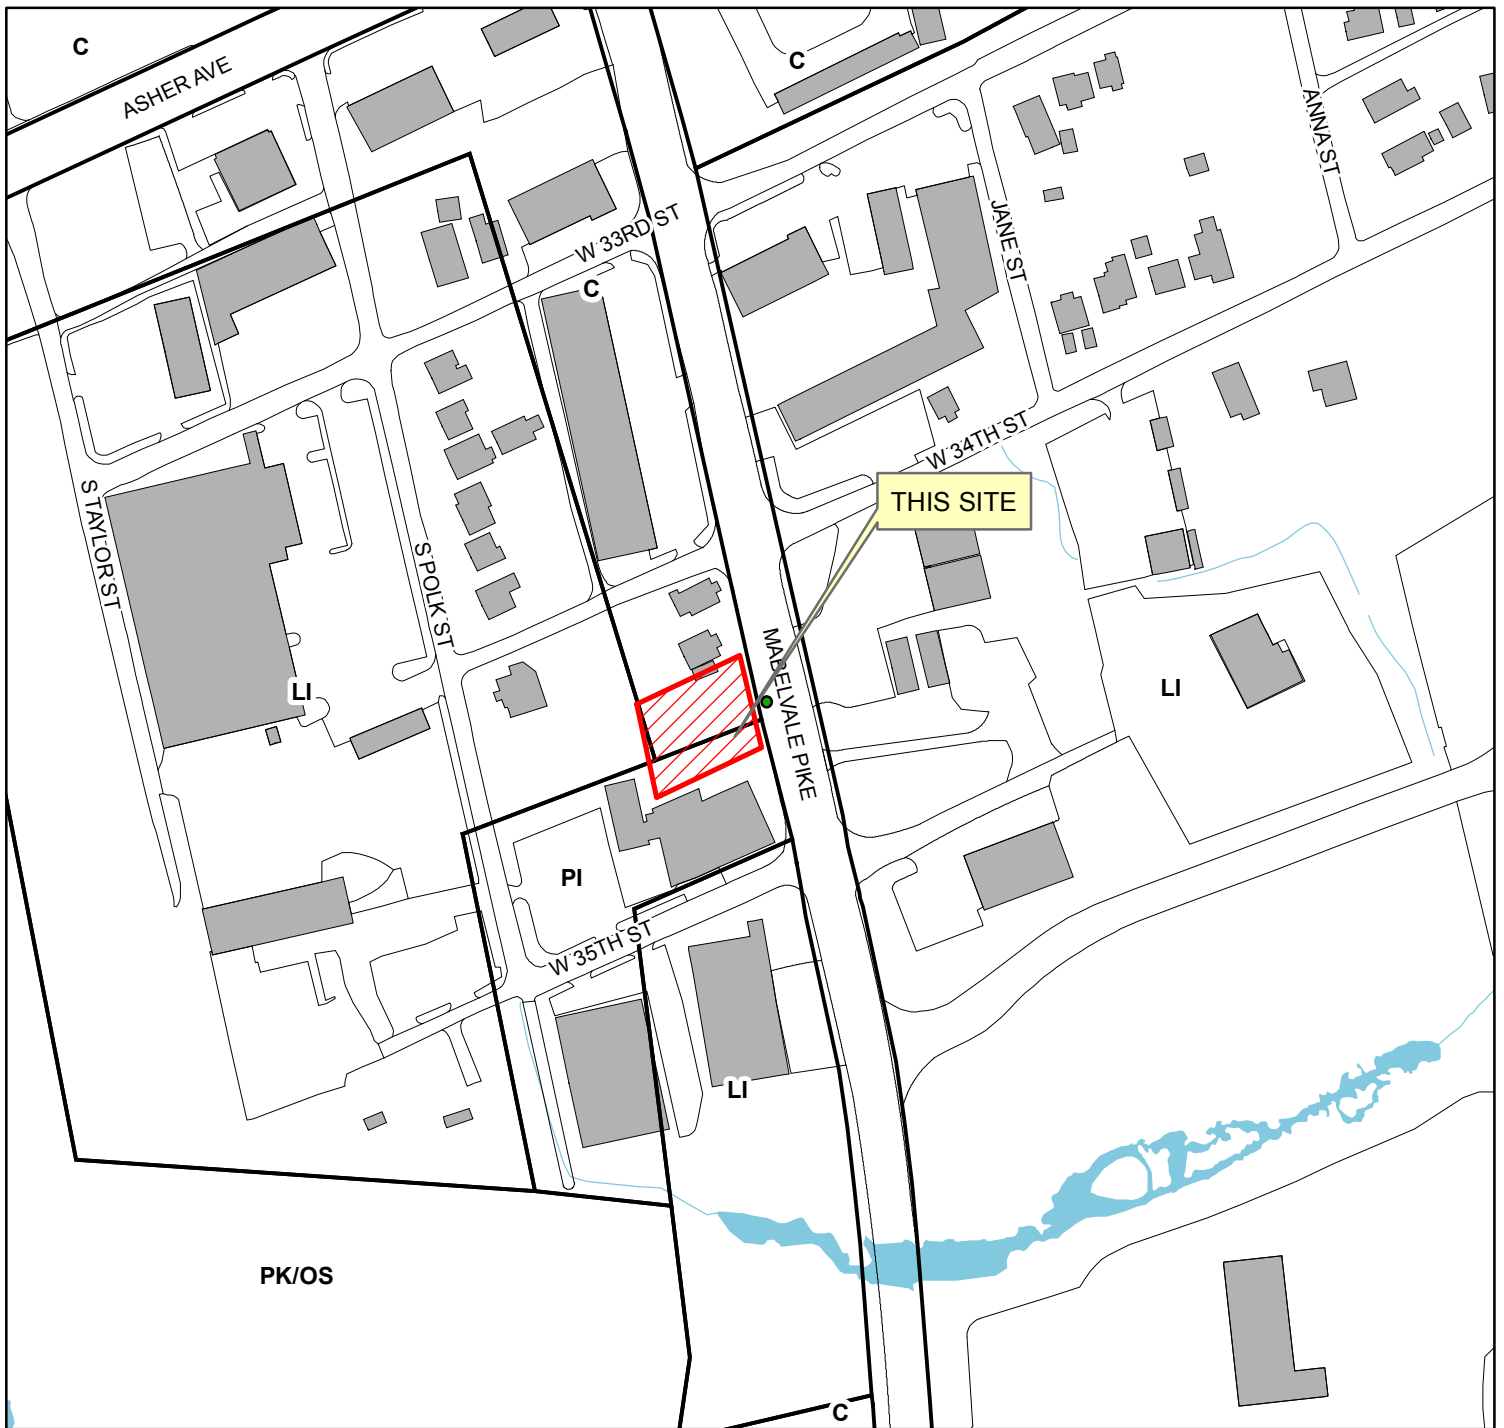 C
ASHER AVE
C
ANNA ST
W 33RD ST
JANE ST
C
W 34TH ST
S TAYLOR ST
THIS SITE
S POLK ST
MABELVALE PIKE
LI
LI
PI
W 35TH ST
LI
PK/OS
C